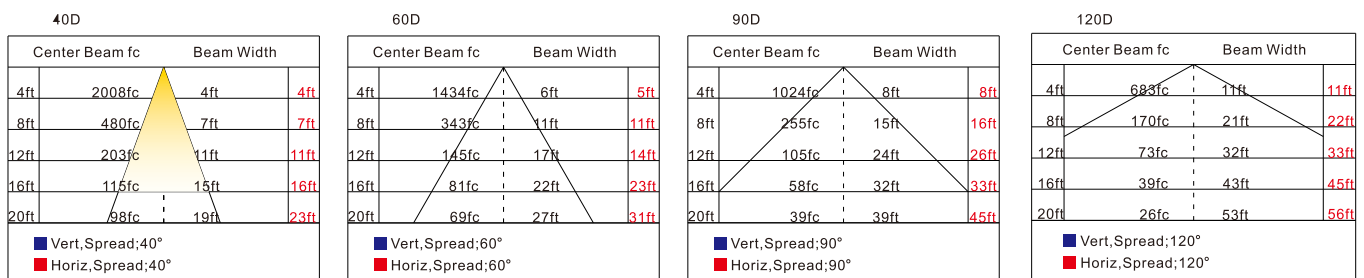 40D
Center Beam fc Beam Width
4ft 2008fc 4ft 4ft
8ft 480fc 7ft 7ft
12ft 203fc 11ft 11ft
16ft 115fc 15ft 16ft
20ft 98fc 19ft 23ft
Vert,Spread;40°
Horiz,Spread;40°
60D
Center Beam fc Beam Width
4ft 1434fc 6ft 5ft
8ft 343fc 11ft 11ft
12ft 145fc 17ft 14ft
16ft 81fc 22ft 23ft
20ft 69fc 27ft 31ft
Vert,Spread;60°
Horiz,Spread;60°
90D
Center Beam fc Beam Width
4ft 1024fc 8ft 8ft
8ft 255fc 15ft 16ft
12ft 105fc 24ft 26ft
16ft 58fc 32ft 33ft
20ft 39fc 39ft 45ft
Vert,Spread;90°
Horiz,Spread;90°
120D
Center Beam fc Beam Width
4ft 683fc 11ft 11ft
8ft 170fc 21ft 22ft
12ft 73fc 32ft 33ft
16ft 39fc 43ft 45ft
20ft 26fc 53ft 56ft
Vert,Spread;120°
Horiz,Spread;120°